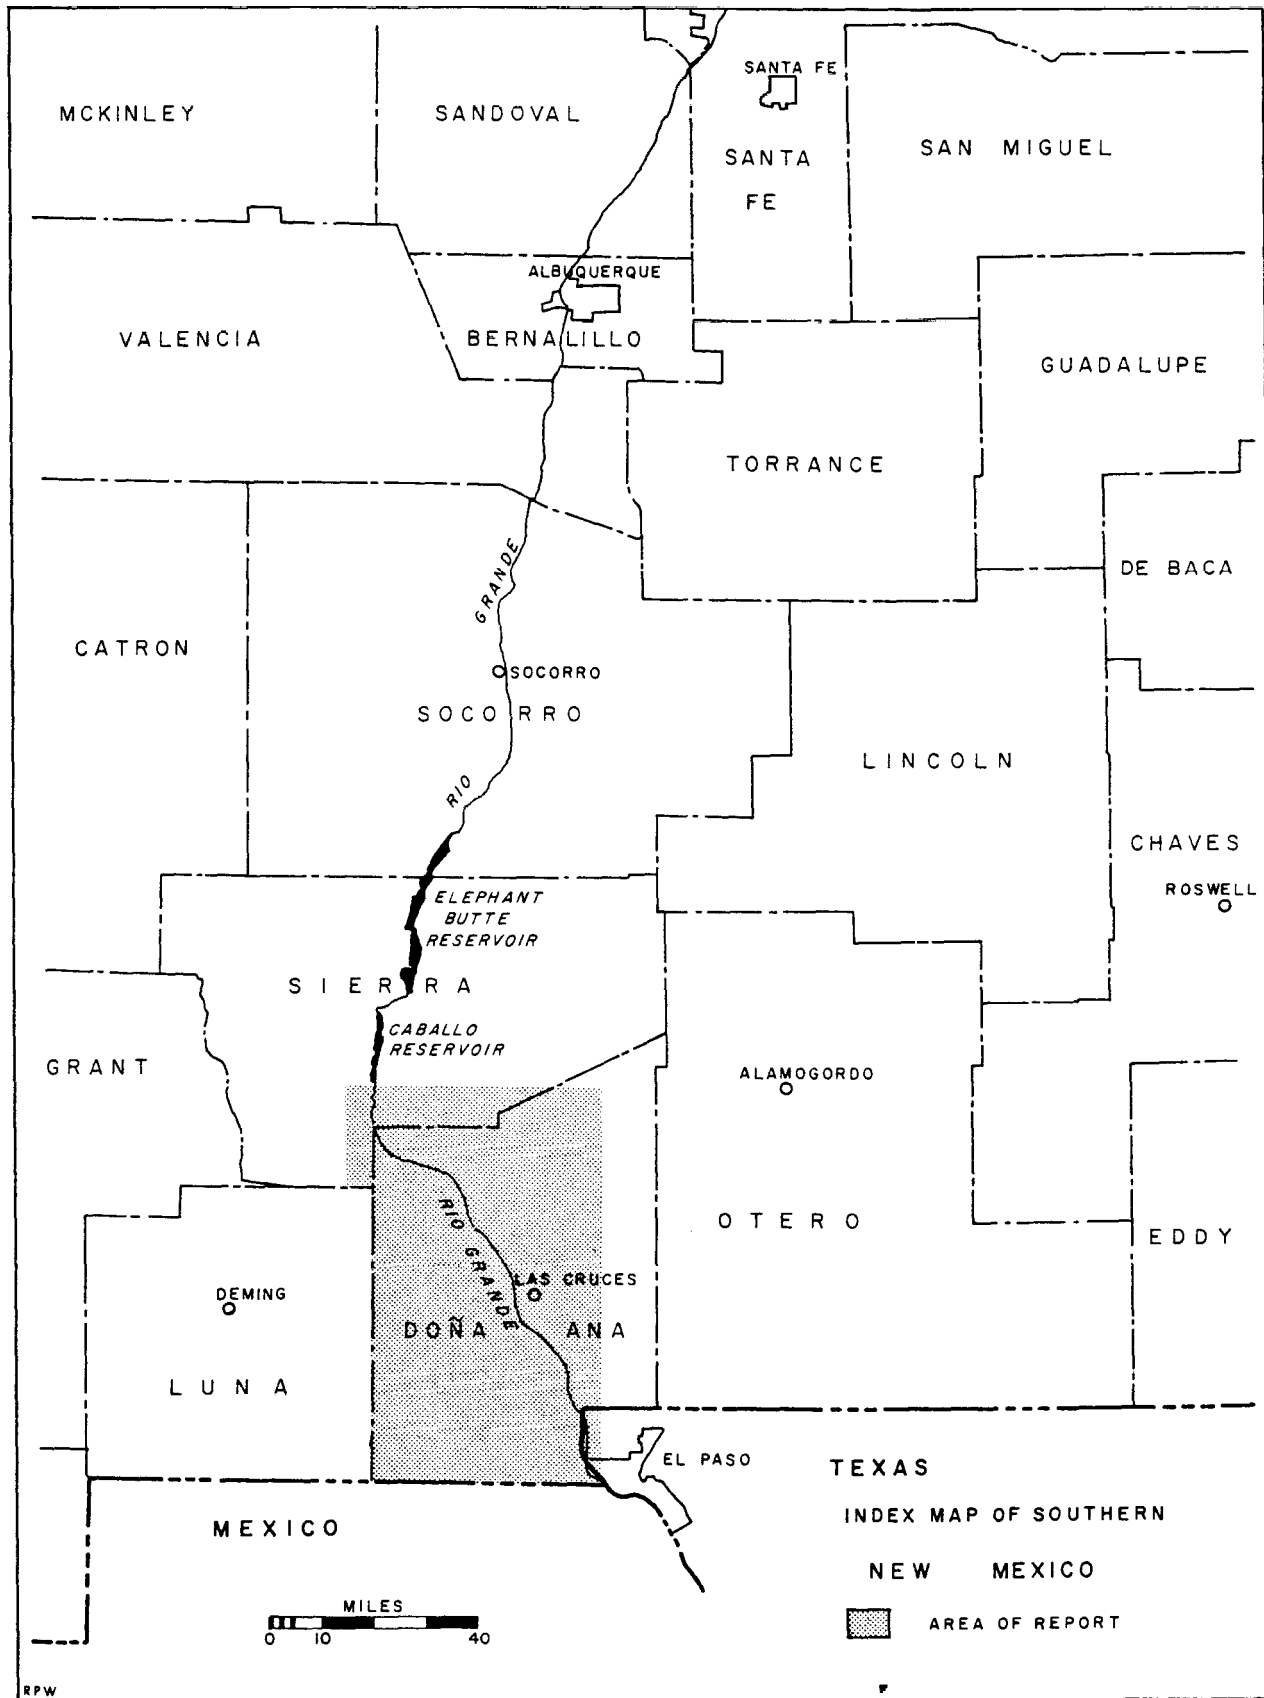 SANTA FE
MCKINLEY
SANDOVAL
SANTA
FE
SAN MIGUEL
ALBUQUERQUE
VALENCIA
BERNALILLO
GUADALUPE
TORRANCE
RIO GRANDE
DE BACA
CATRON
SOCORRO
SOCORRO
LINCOLN
CHAVES
ROSWELL
ELEPHANT
BUTTE
RESERVOIR
SIERRA
CABALLO
RESERVOIR
GRANT
ALAMOGORDO
RIO GRANDE
OTERO
EDDY
LAS CRUCES
DEMING
DOÑA ANA
LUNA
EL PASO
TEXAS
MEXICO
INDEX MAP OF SOUTHERN
NEW MEXICO
MILES
0 10 40
AREA OF REPORT
RPW